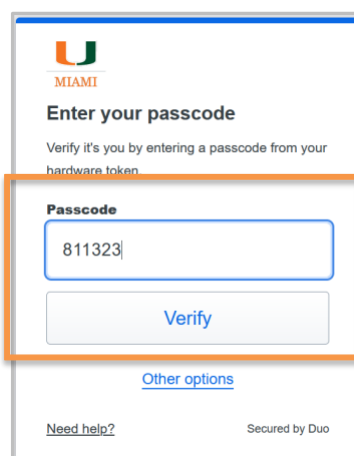 U
MIAMI
Enter your passcode
Verify it's you by entering a passcode from your
hardware token.
Passcode
811323
Verify
Other options
Need help? Secured by Duo